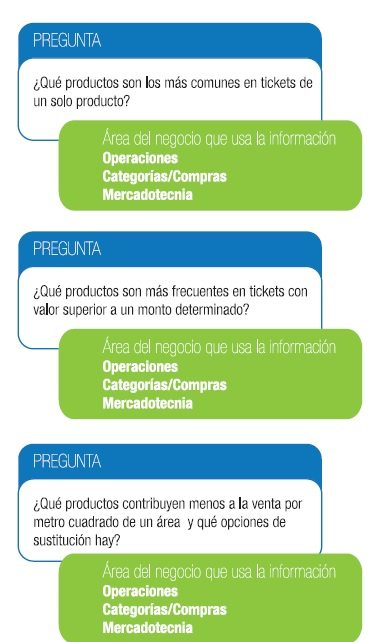 PREGUNTA
¿Qué productos son los más comunes en tickets de
un solo producto?
Área del negocio que usa la información
Operaciones
Categorías/Compras
Mercadotecnia
PREGUNTA
¿Qué productos son más frecuentes en tickets con
valor superior a un monto determinado?
Área del negocio que usa la información
Operaciones
Categorías/Compras
Mercadotecnia
PREGUNTA
¿Qué productos contribuyen menos a la venta por
metro cuadrado de un área y qué opciones de
sustitución hay?
Área del negocio que usa la información
Operaciones
Categorías/Compras
Mercadotecnia